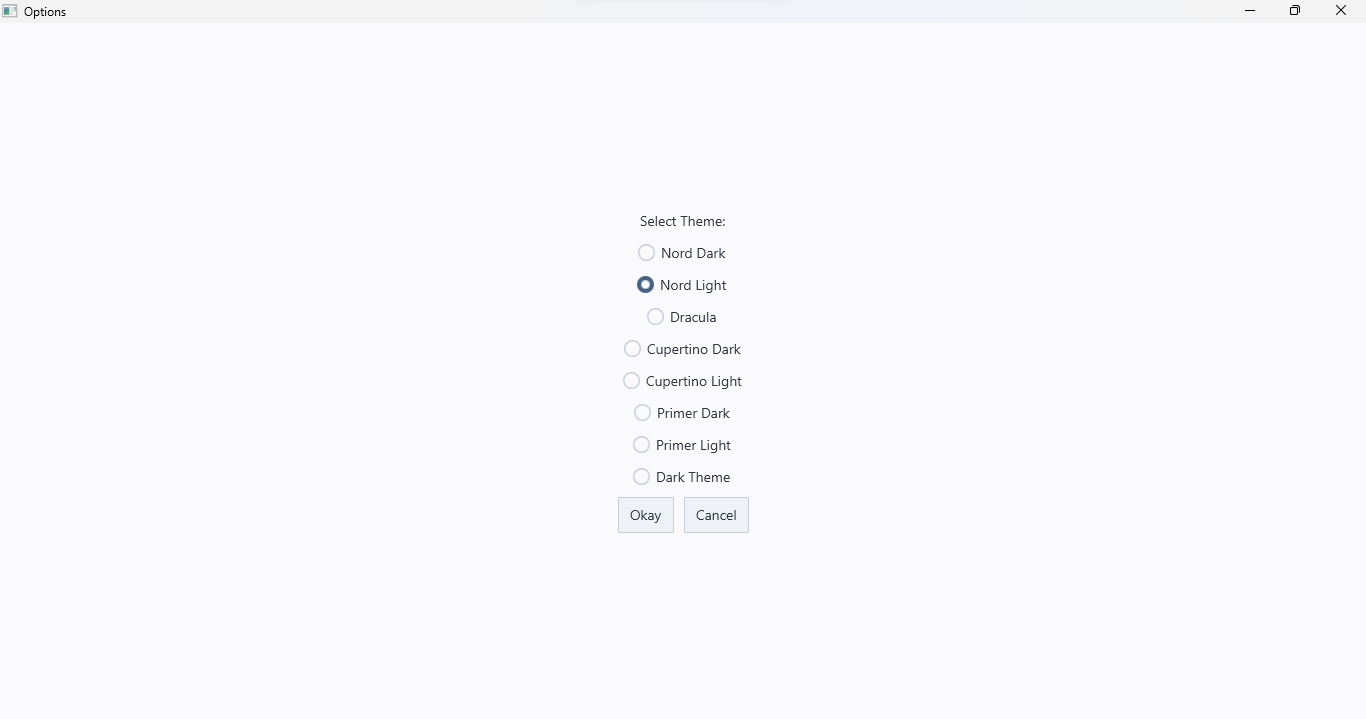 Options
Select Theme:
Nord Dark
Nord Light
Dracula
Cupertino Dark
Cupertino Light
Primer Dark
Primer Light
Dark Theme
Okay Cancel